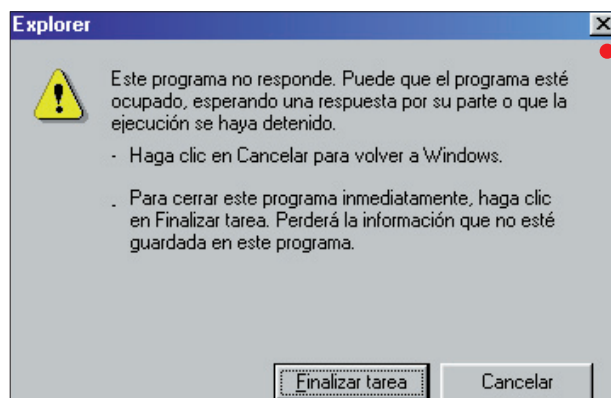 Explorer
Este programa no responde. Puede que el programa esté
ocupado, esperando una respuesta por su parte o que la
ejecución se haya detenido.
- Haga clic en Cancelar para volver a Windows.
- Para cerrar este programa inmediatamente, haga clic
en Finalizar tarea. Perderá la información que no esté
guardada en este programa.
Finalizar tarea Cancelar